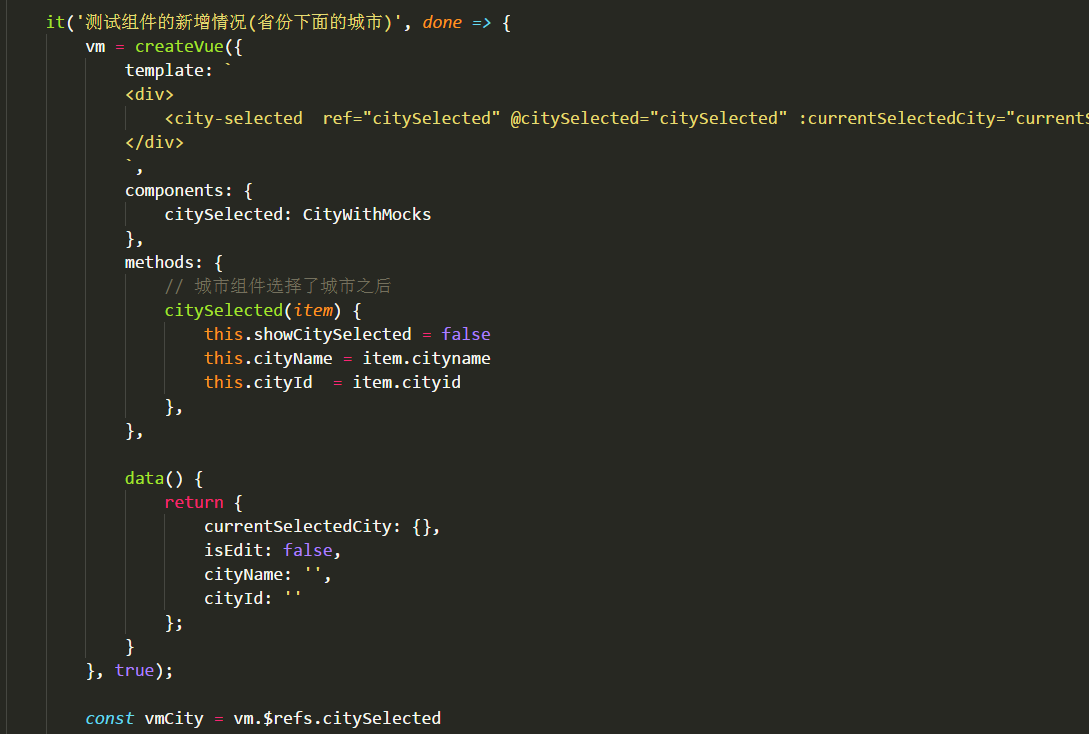 it('测试组件的新增情况(省份下面的城市)', done => {
vm = createVue({
template: `
<div>
<city-selected  ref="citySelected" @citySelected="citySelected" :currentSelectedCity="currentS
</div>
`,
components: {
citySelected: CityWithMocks
},
methods: {
// 城市组件选择了城市之后
citySelected(item) {
this.showCitySelected = false
this.cityName = item.cityname
this.cityId  = item.cityid
},
},
data() {
return {
currentSelectedCity: {},
isEdit: false,
cityName: '',
cityId: ''
};
}
}, true);
const vmCity = vm.$refs.citySelected